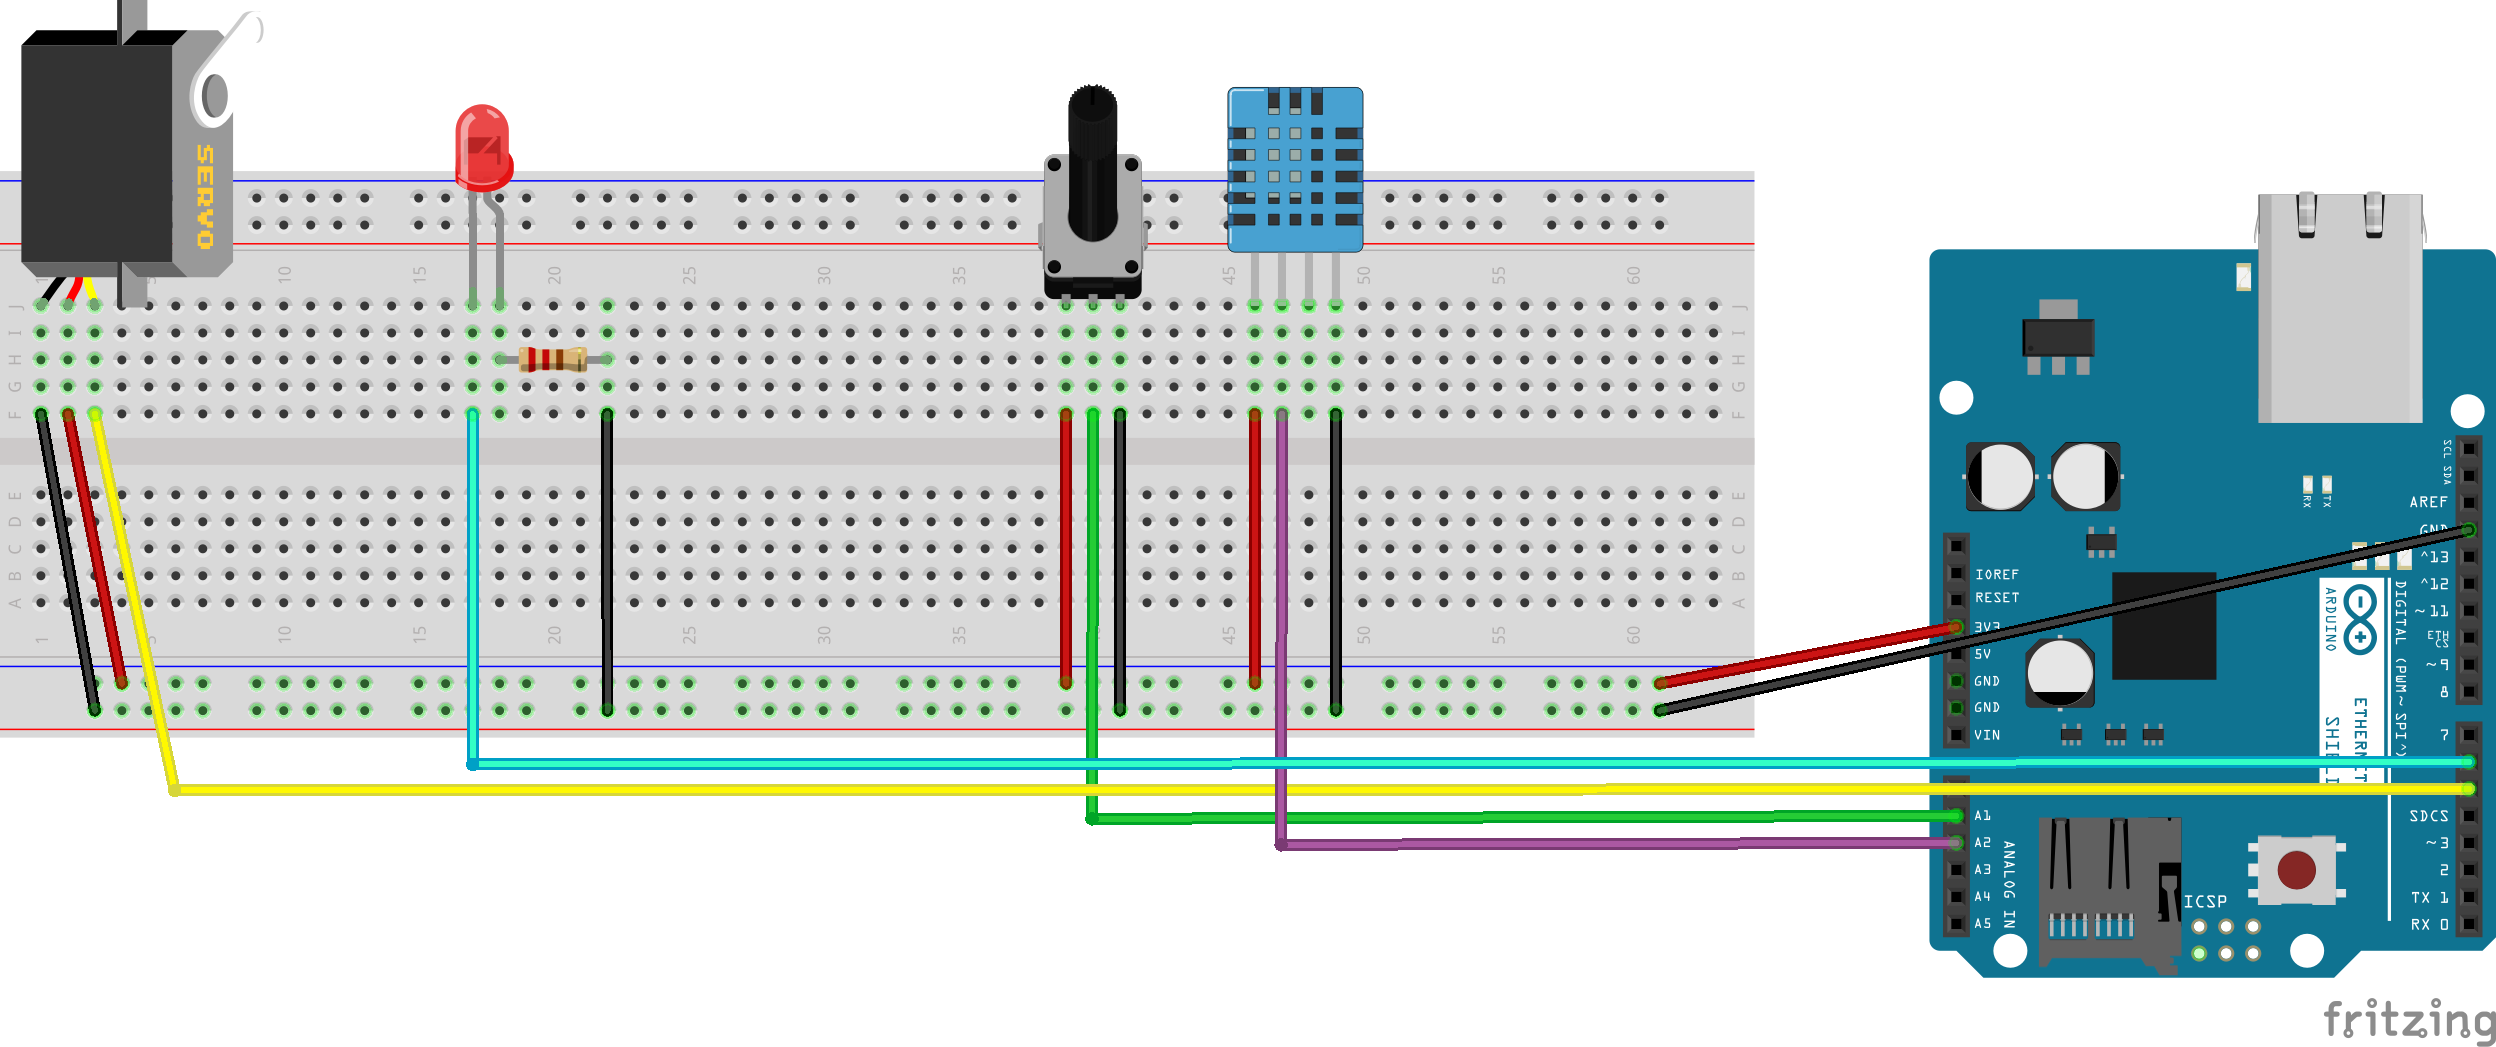 SERVO
10 15 20 25 30 35 45 50 55 60
J J
I I
H H
G G
F F
E E
D D
C C
B B
A A
1 5 10 15 20 25 30 35 45 50 55 60
SCL SDA
AREF
GND
^13
^12
~11
ETH CS
~9
8
7
SDCS
~3
2
TX 1
RX 0
RX TX
IOREF
RESET
3V3
5V
GND
GND
VIN
A1
A2
A3
A4
A5
ANALOG IN
ARDUINO
DIGITAL (PWM~ SPI^)
ICSP
fritzing